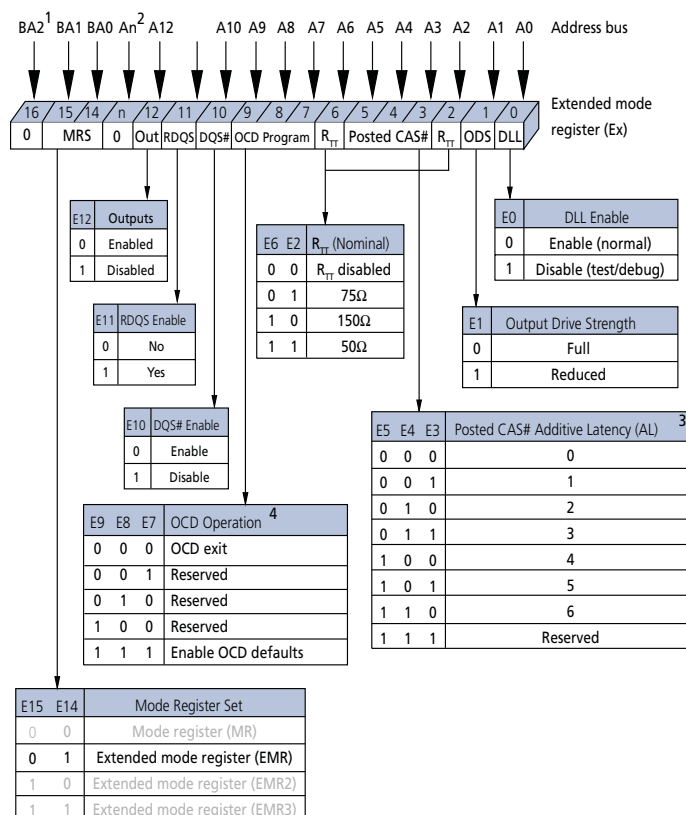 BA2¹ BA1 BA0 An² A12 A10 A9 A8 A7 A6 A5 A4 A3 A2 A1 A0 Address bus
16 15 14 n 12 11 10 9 8 7 6 5 4 3 2 1 0 Extended mode
0 MRS 0 Out RDQS DQS# OCD Program RTT Posted CAS# RTT ODS DLL register (Ex)
E12 Outputs
0 Enabled
1 Disabled
E6 E2 RTT (Nominal)
0 0 RTT disabled
0 1 75Ω
1 0 150Ω
1 1 50Ω
E0 DLL Enable
0 Enable (normal)
1 Disable (test/debug)
E11 RDQS Enable
0 No
1 Yes
E1 Output Drive Strength
0 Full
1 Reduced
E10 DQS# Enable
0 Enable
1 Disable
E5 E4 E3 Posted CAS# Additive Latency (AL) 3
0 0 0 0
0 0 1 1
0 1 0 2
0 1 1 3
1 0 0 4
1 0 1 5
1 1 0 6
1 1 1 Reserved
E9 E8 E7 OCD Operation 4
0 0 0 OCD exit
0 0 1 Reserved
0 1 0 Reserved
1 0 0 Reserved
1 1 1 Enable OCD defaults
E15 E14 Mode Register Set
0 0 Mode register (MR)
0 1 Extended mode register (EMR)
1 0 Extended mode register (EMR2)
1 1 Extended mode register (EMR3)